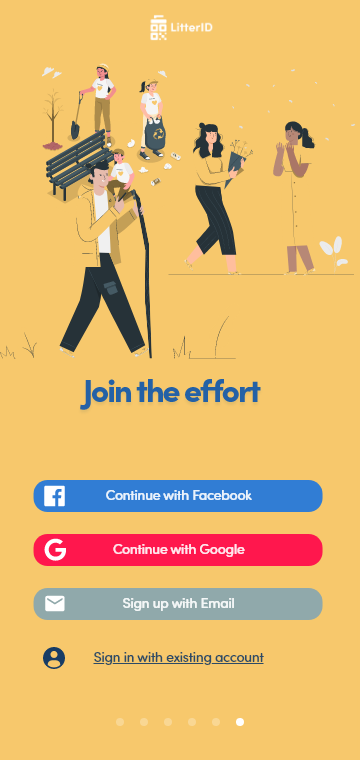 LitterID
Join the effort
Continue with Facebook
Continue with Google
Sign up with Email
Sign in with existing account